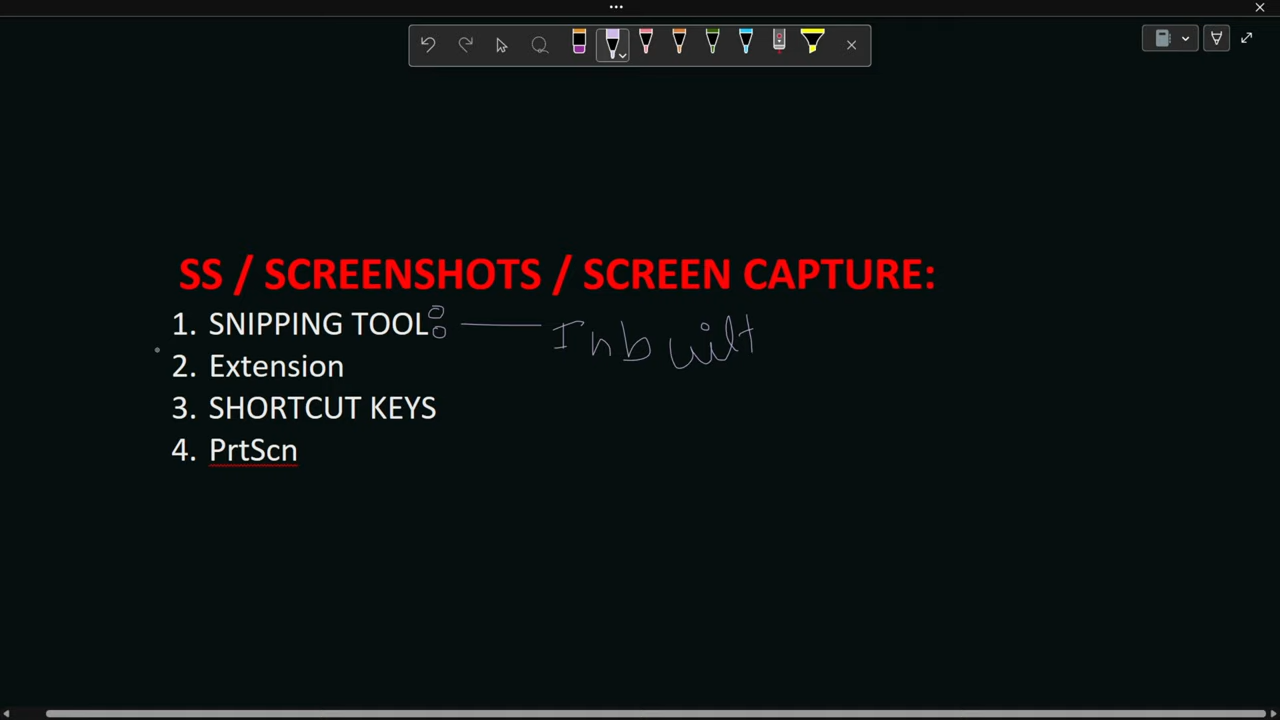 SS / SCREENSHOTS / SCREEN CAPTURE:
1. SNIPPING TOOL: — Inbuilt
2. Extension
3. SHORTCUT KEYS
4. PrtScn